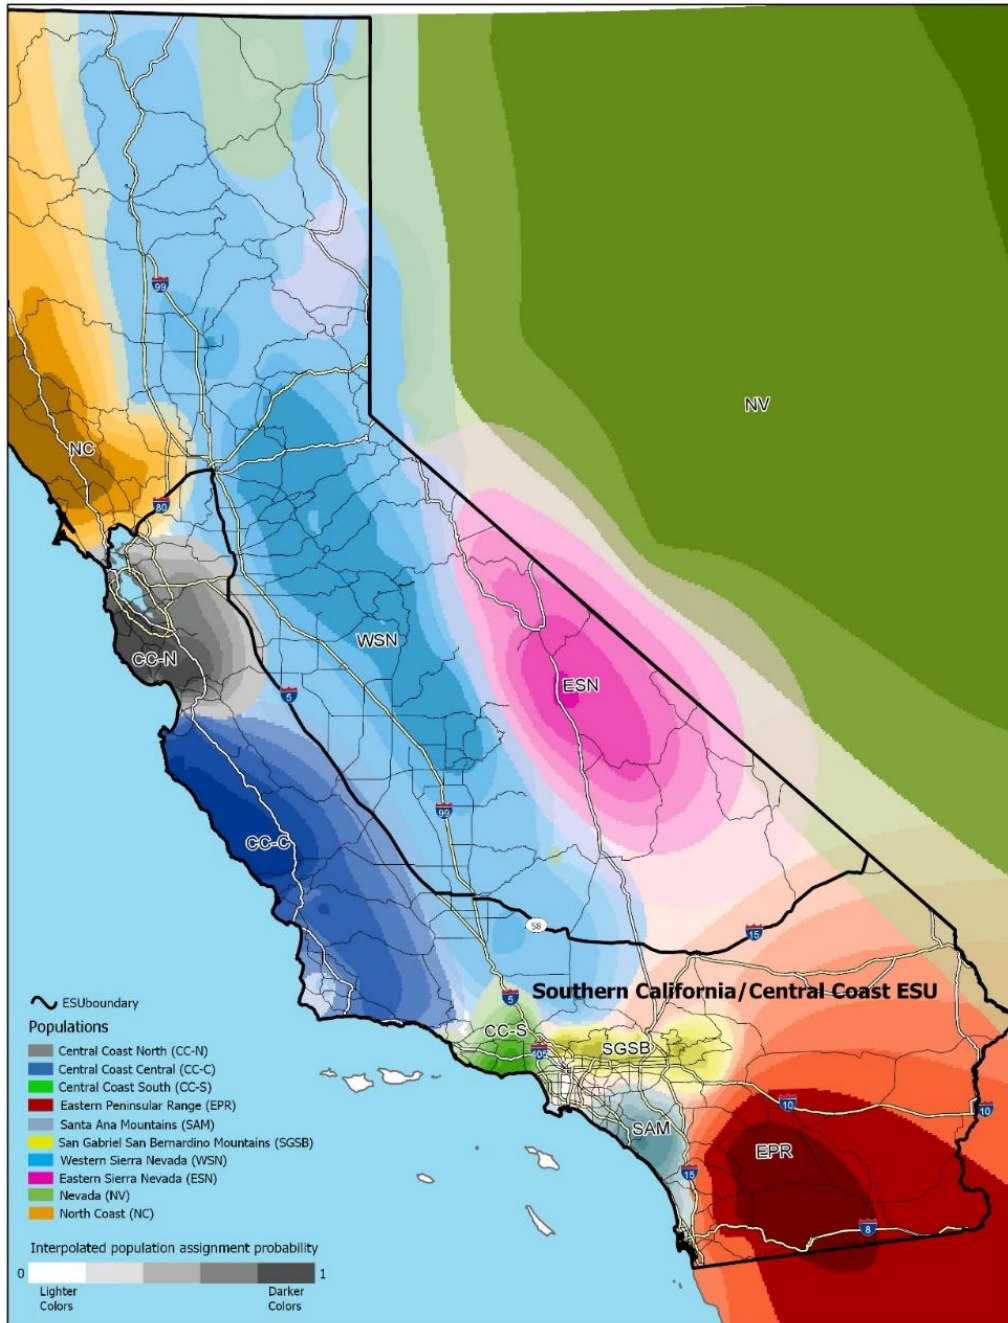 99
NV
NC
80
WSN
CC-N
ESN
5
99
CC-C
58
15
5
Southern California/Central Coast ESU
CC-S
405
SGSB
10
10
SAM
EPR
15
8
ESUboundary
Populations
Central Coast North (CC-N)
Central Coast Central (CC-C)
Central Coast South (CC-S)
Eastern Peninsular Range (EPR)
Santa Ana Mountains (SAM)
San Gabriel San Bernardino Mountains (SGSB)
Western Sierra Nevada (WSN)
Eastern Sierra Nevada (ESN)
Nevada (NV)
North Coast (NC)
Interpolated population assignment probability
0 1
Lighter Darker
Colors Colors